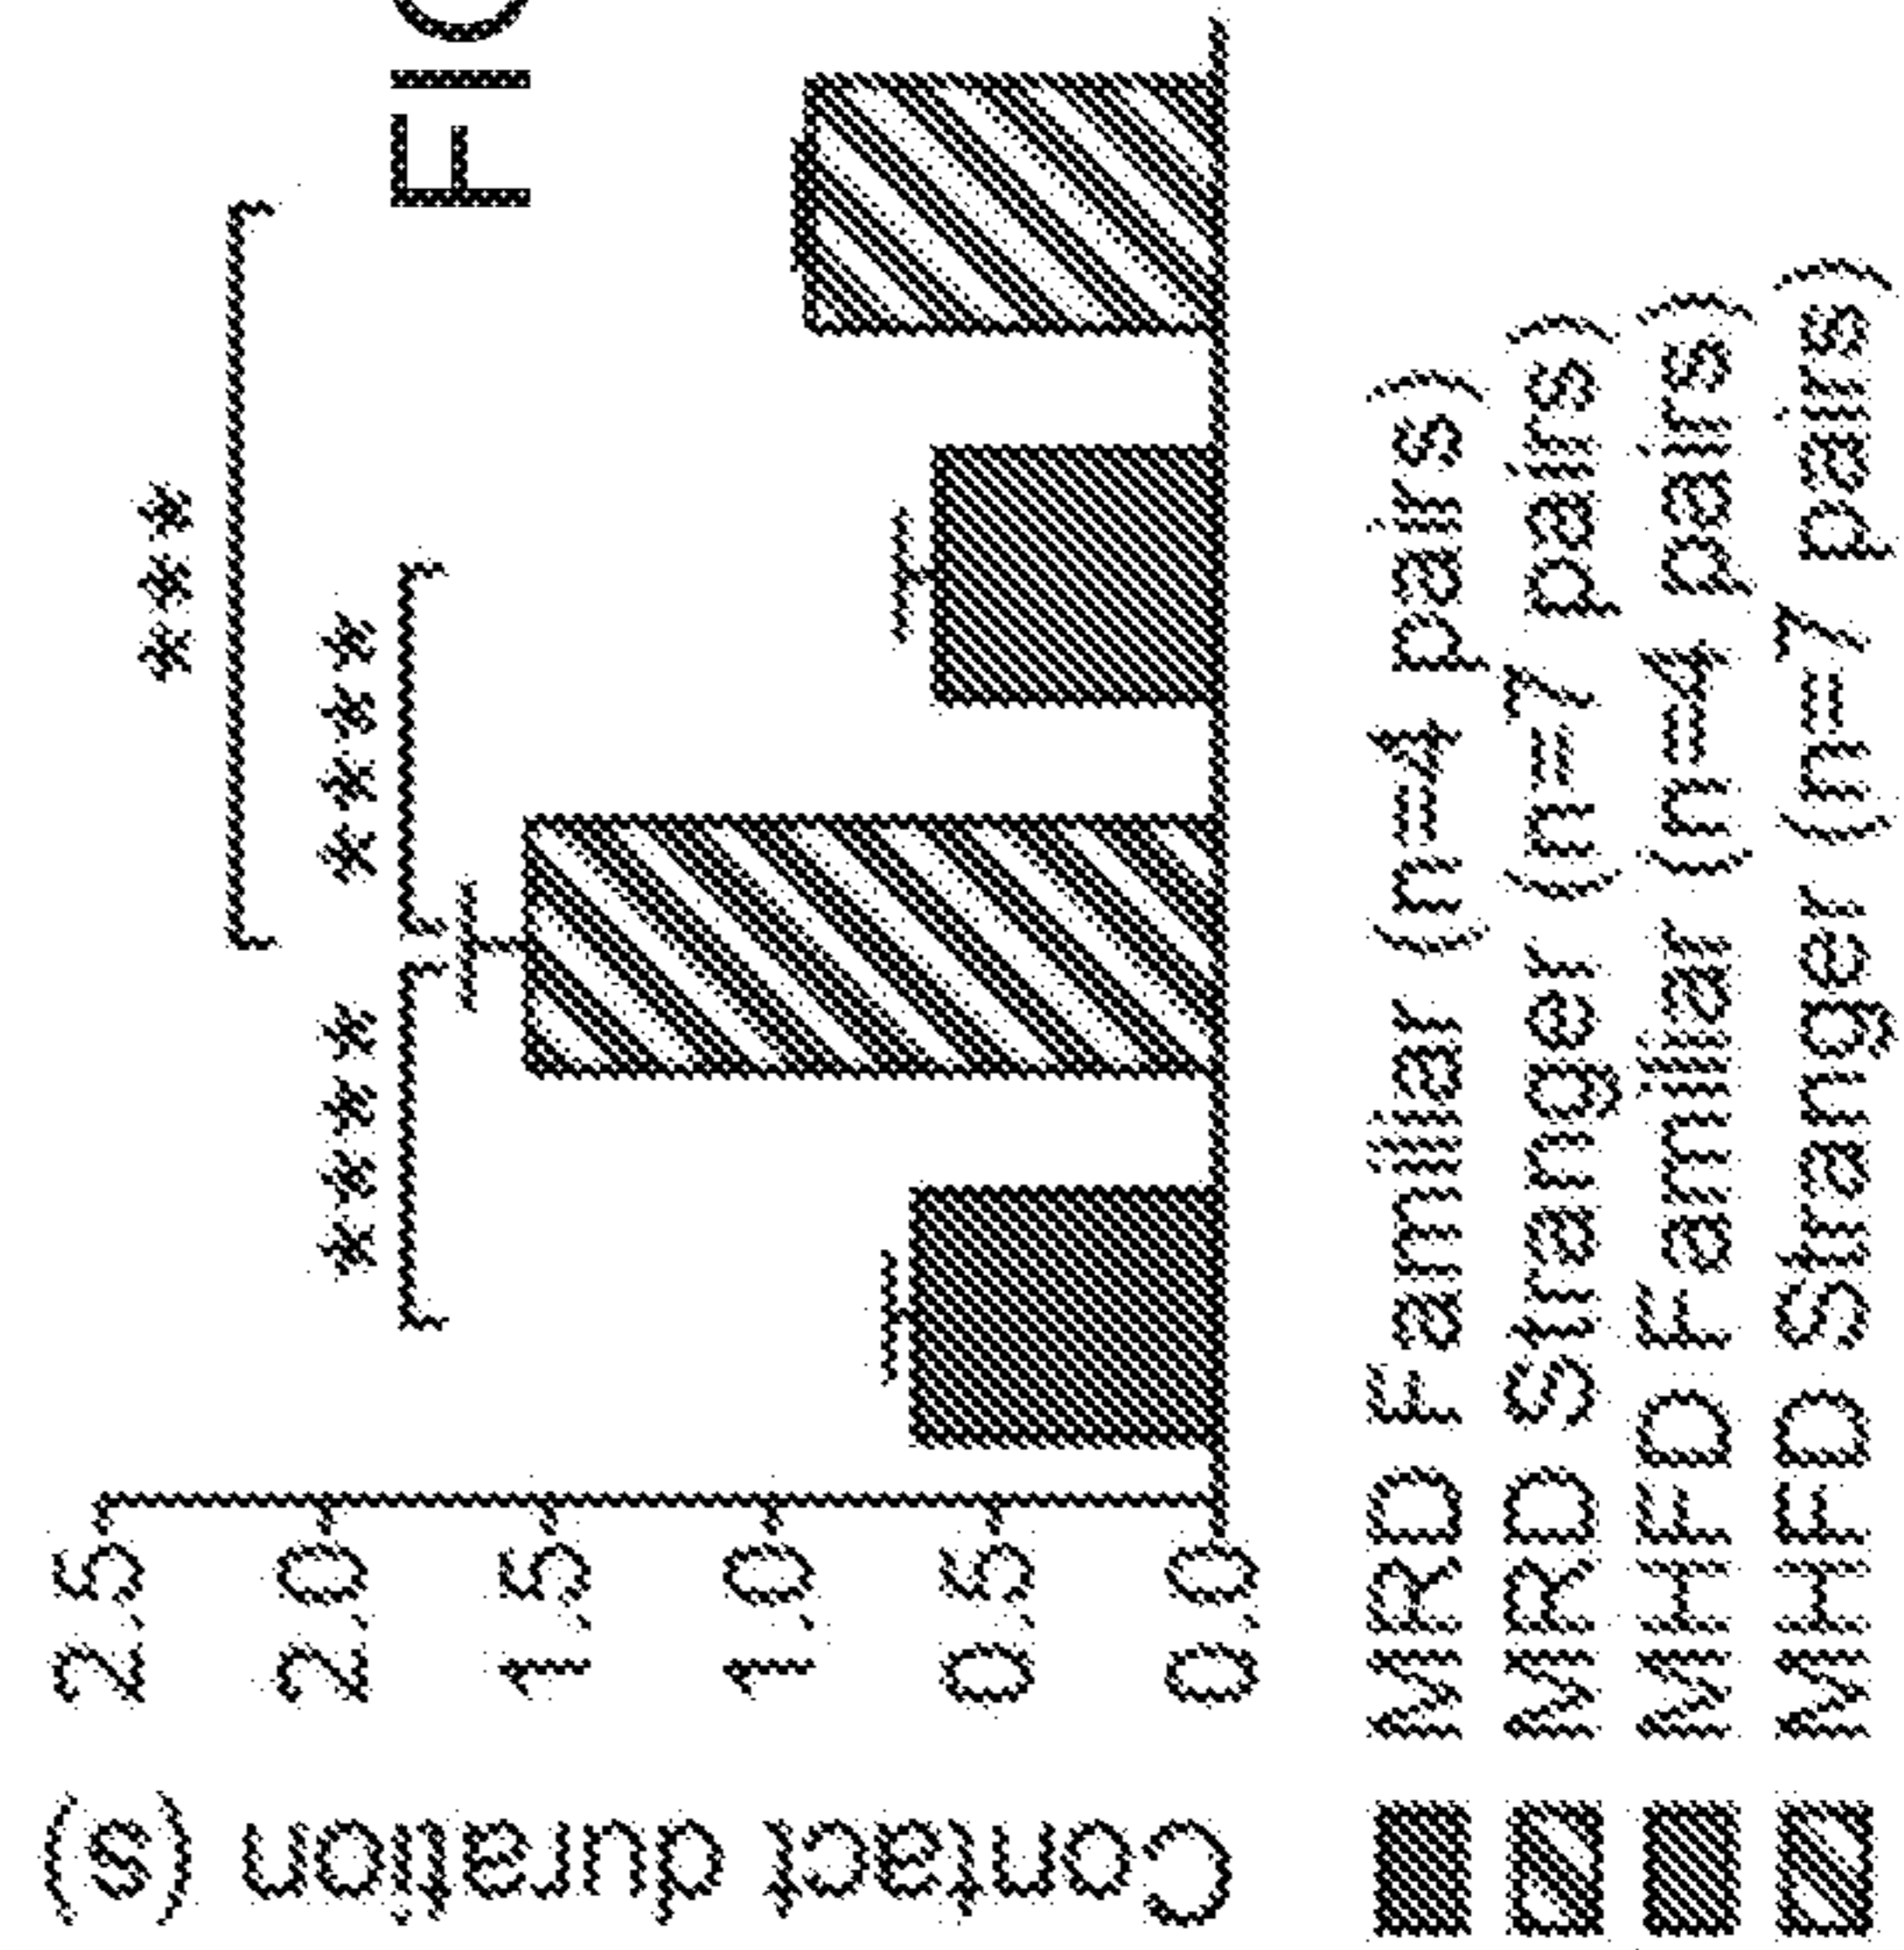 Contact duration (s)
2.5
2.0
1.5
1.0
0.5
0.0
***
**** ****
MRD Familiar (n=4 pairs)
MRD Stranger (n=7 pairs)
MHFD Familiar (n=4 pairs)
MHFD Stranger (n=7 pairs)